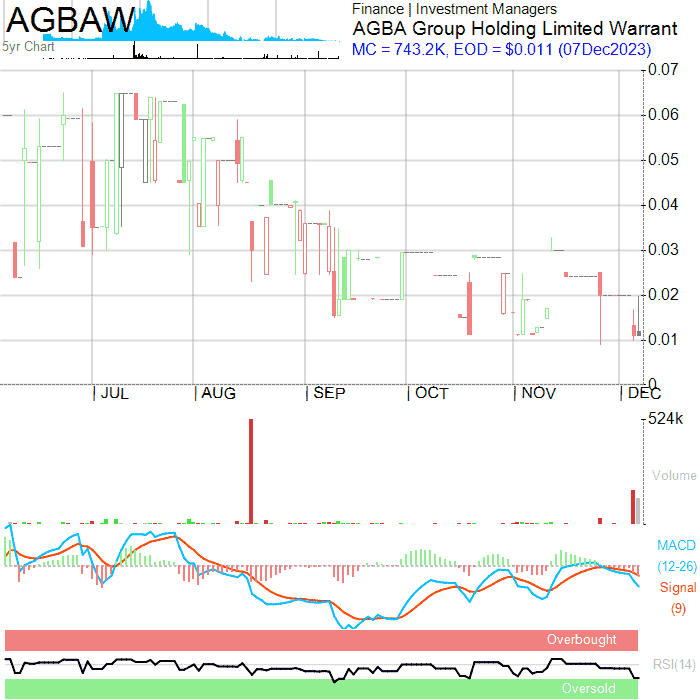 AGBAW
5yr Chart
Finance | Investment Managers
AGBA Group Holding Limited Warrant
MC = 743.2K, EOD = $0.011 (07Dec2023)
0.07
0.06
0.05
0.04
0.03
0.02
0.01
0
JUL AUG SEP OCT NOV DEC
524k
Volume
MACD
(12-26)
Signal
(9)
Overbought
RSI(14)
Oversold